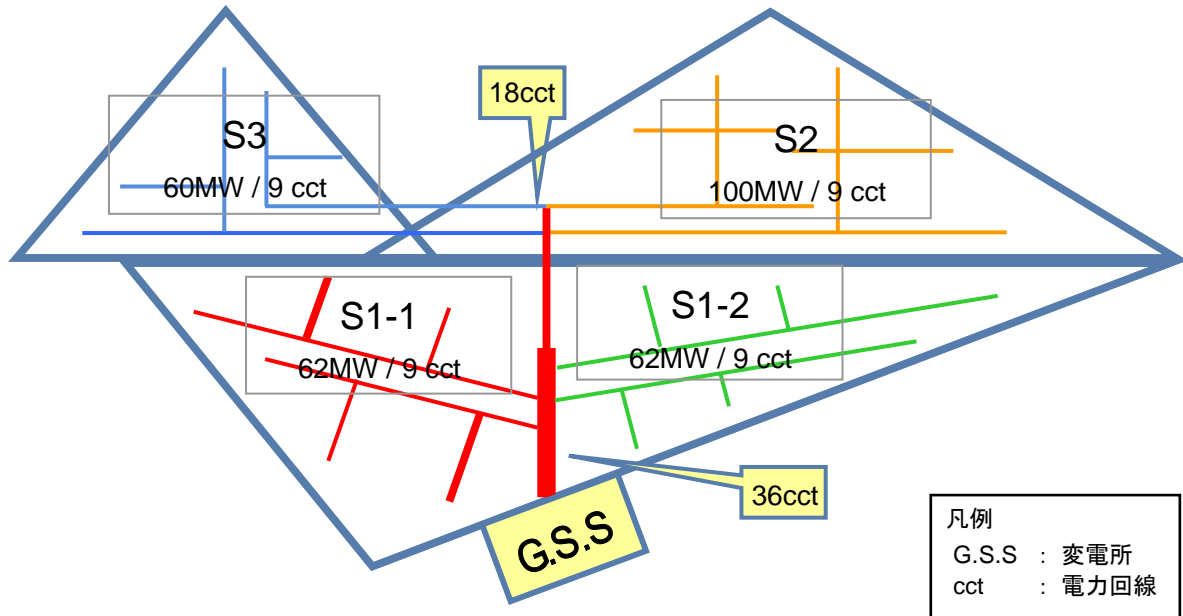 18cct
S3
60MW / 9 cct
S2
100MW / 9 cct
S1-1
62MW / 9 cct
S1-2
62MW / 9 cct
36cct
G.S.S
凡例
G.S.S : 変電所
cct : 電力回線